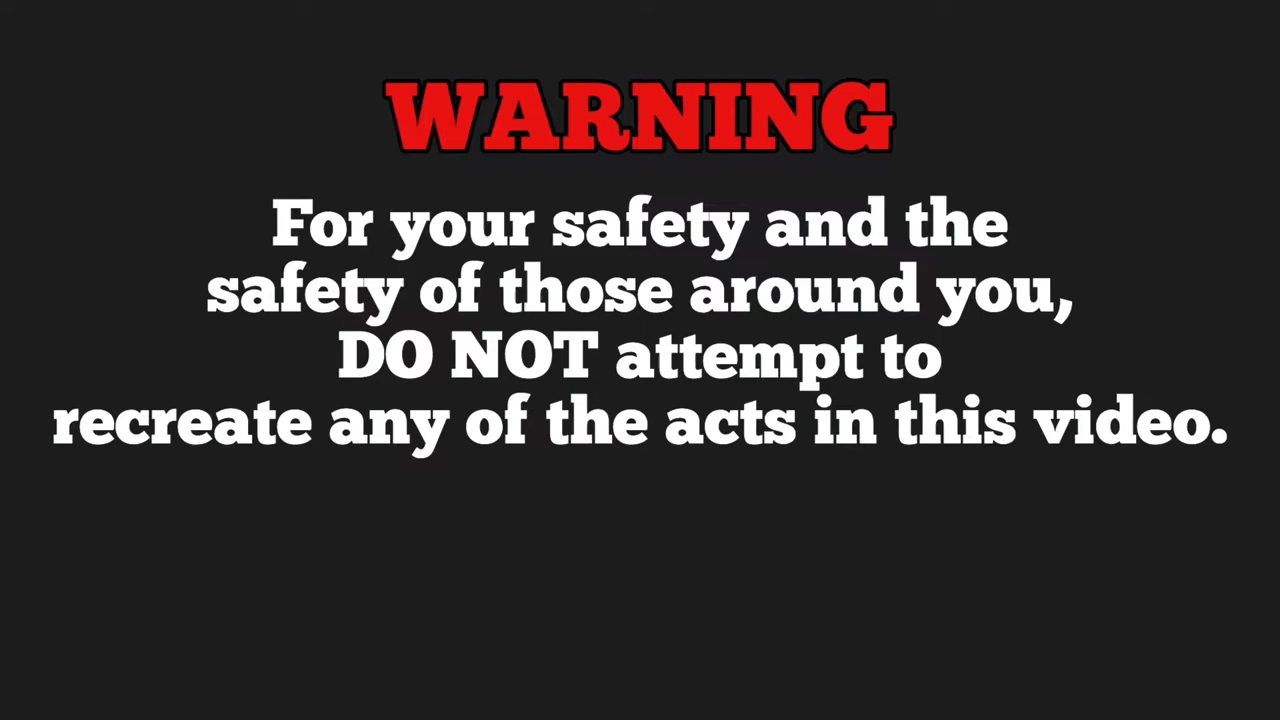 WARNING
For your safety and the
safety of those around you,
DO NOT attempt to
recreate any of the acts in this video.